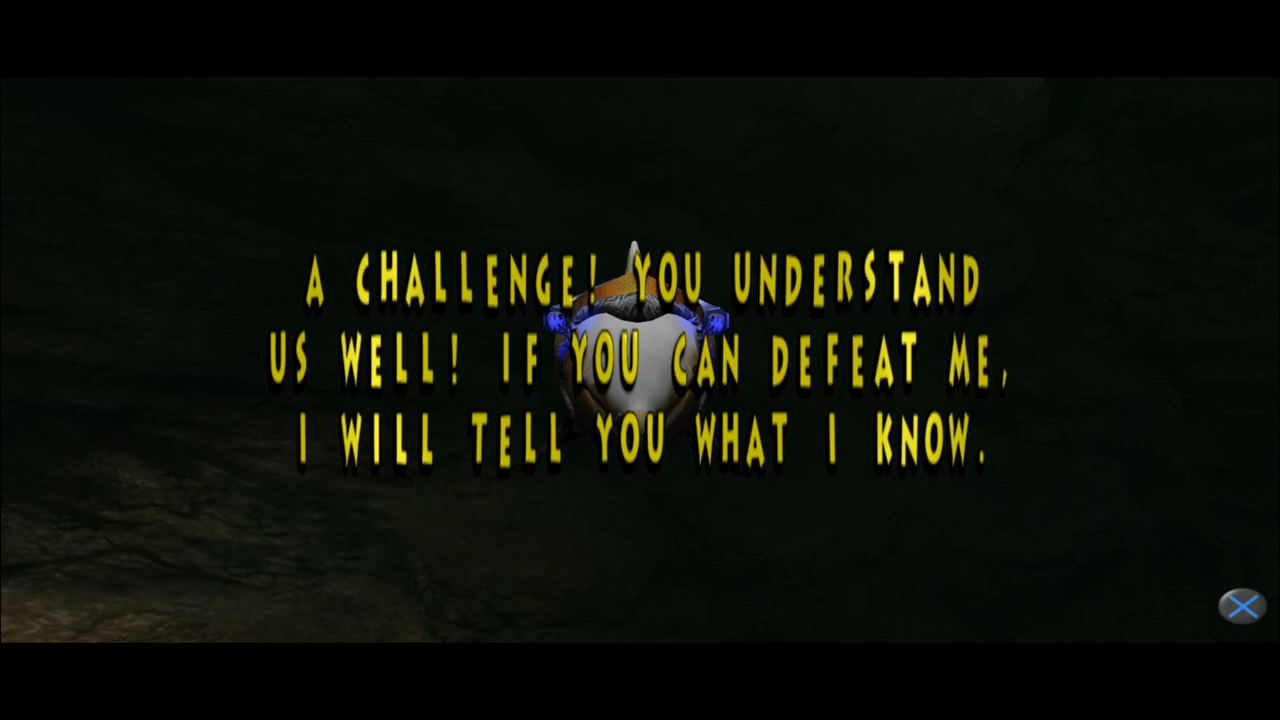 A CHALLENGE! YOU UNDERSTAND
US WELL! IF YOU CAN DEFEAT ME,
I WILL TELL YOU WHAT I KNOW.